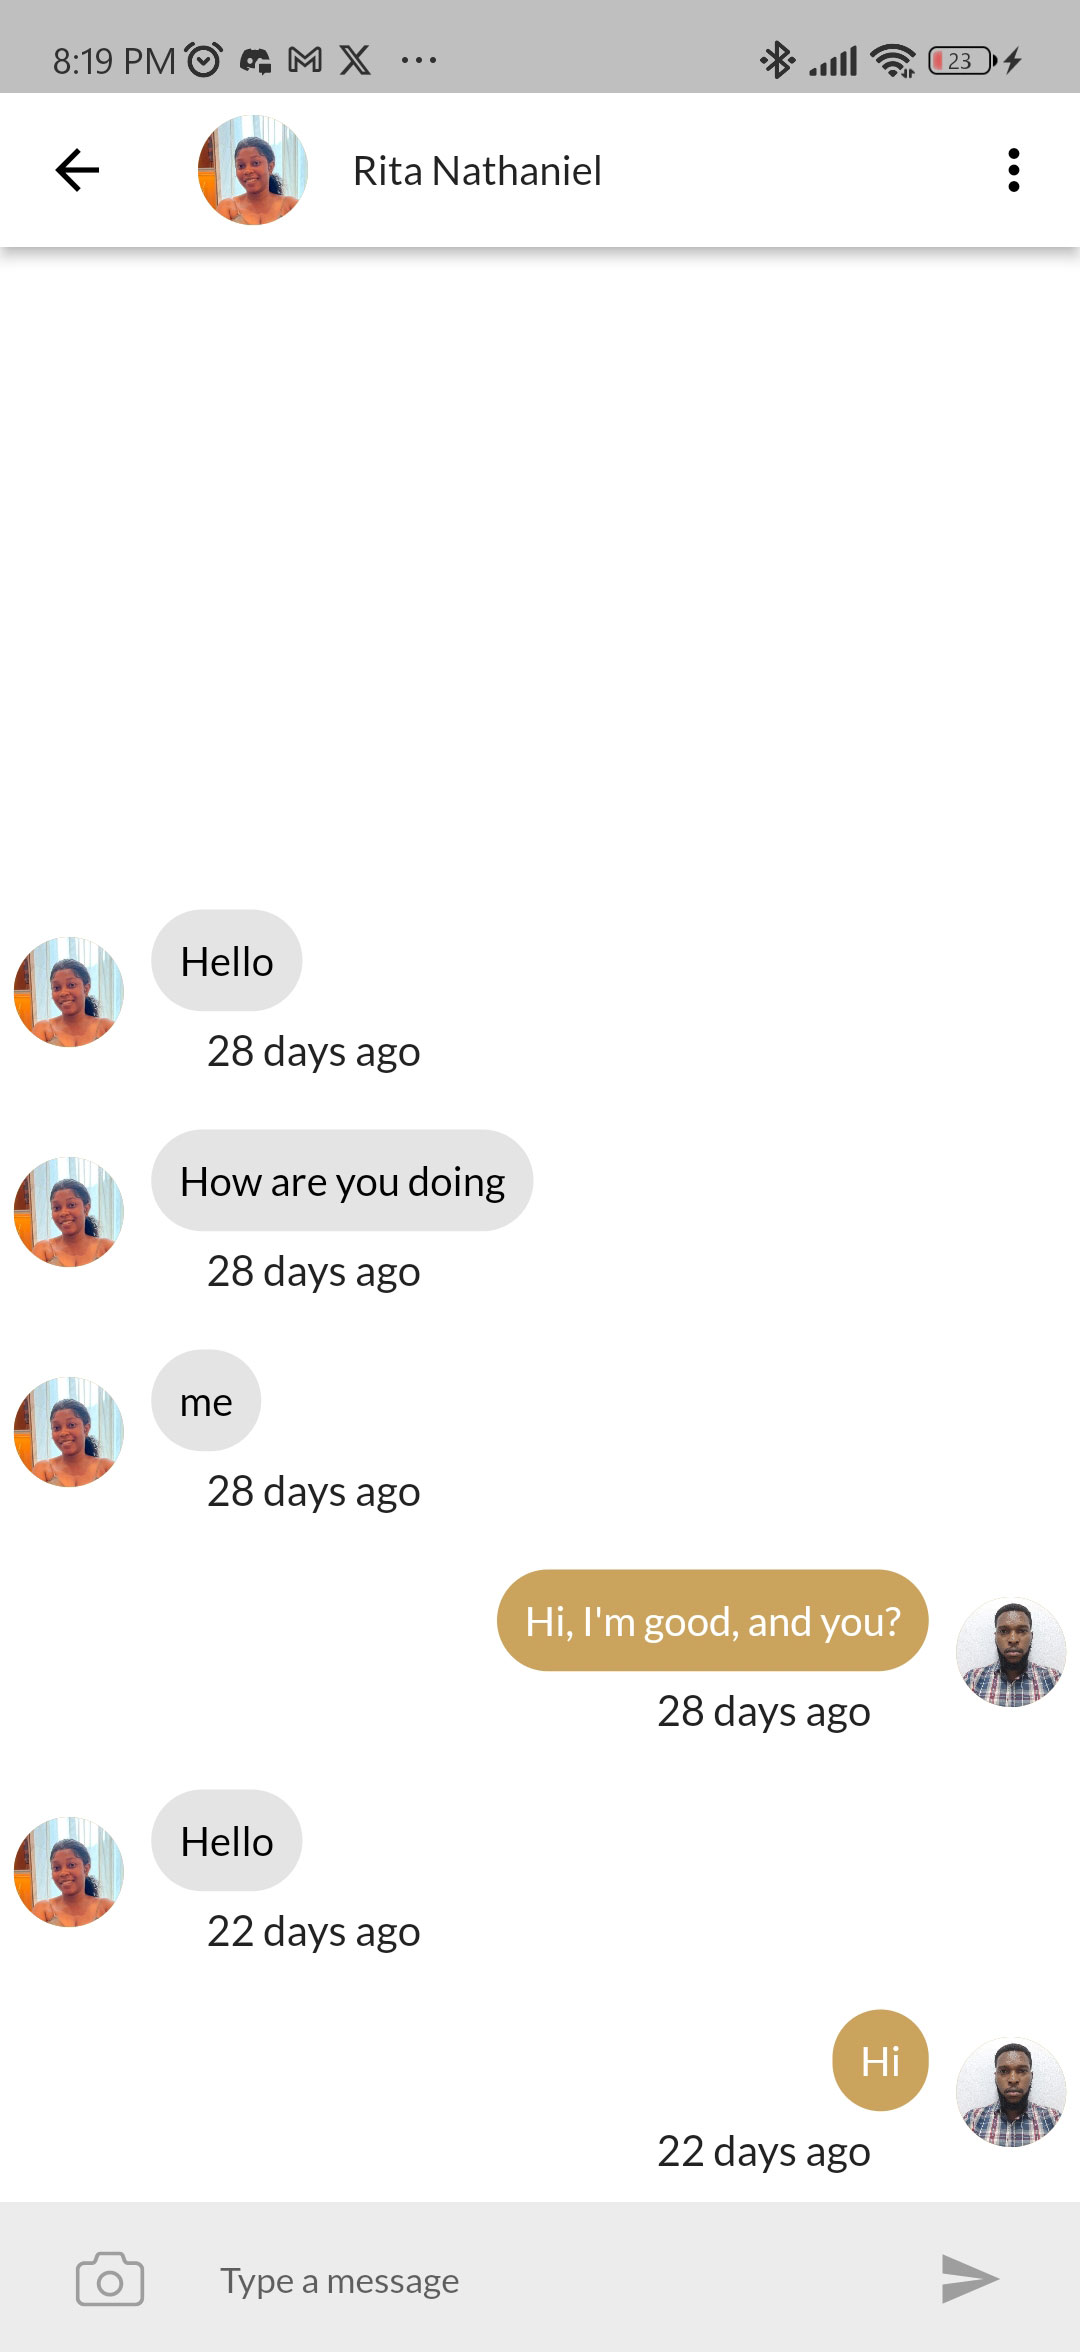 8:19 PM
23
Rita Nathaniel
Hello
28 days ago
How are you doing
28 days ago
me
28 days ago
Hi, I'm good, and you?
28 days ago
Hello
22 days ago
Hi
22 days ago
Type a message